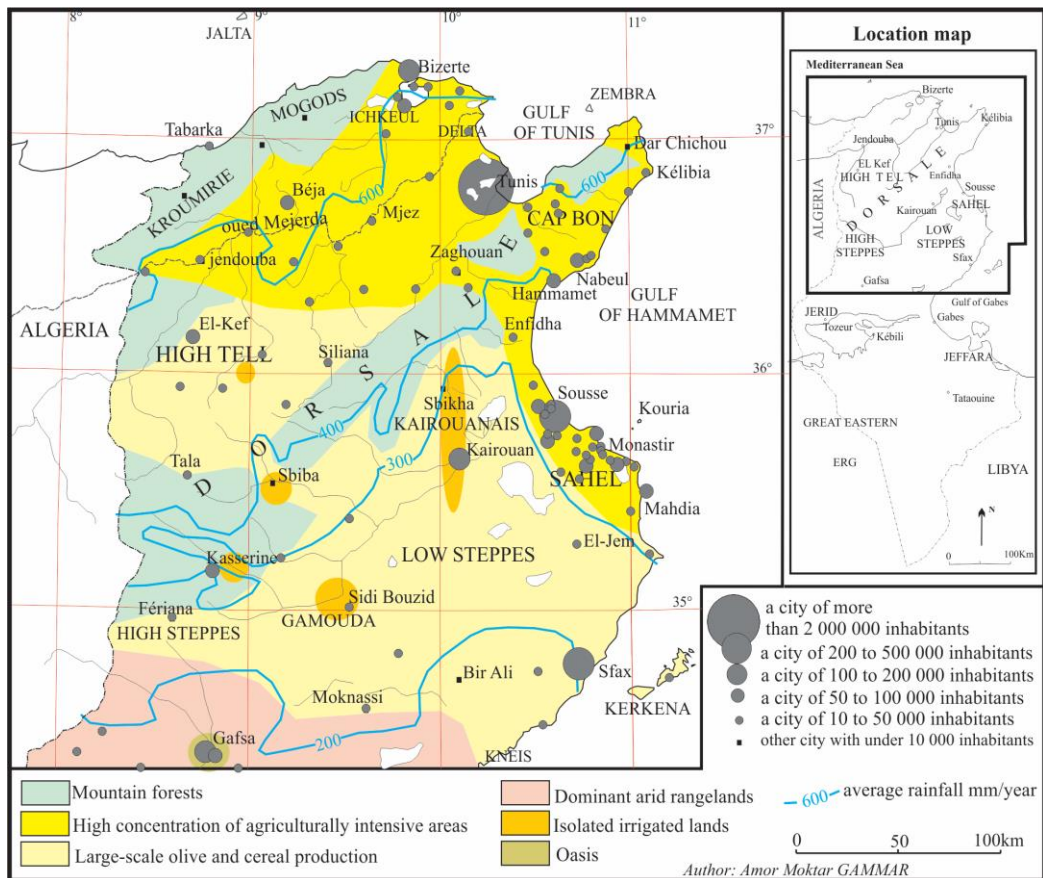 8°
9°
10°
11°
JALTA
Bizerte
MOGODS
ICHKEUL
GULF
OF TUNIS
ZEMBRA
Tabarka
DELTA
37°
Dar Chichou
600
Tunis
Kélibia
KROUMIRIE
Béja
600
oued Mejerda
Mjez
CAP BON
jendouba
Zaghouan
Nabeul
Hammamet
GULF
OF HAMMAMET
ALGERIA
El-Kef
Enfidha
HIGH TELL
Siliana
36°
DORSALE
Sousse
Sbikha
KAIROUANAIS
Kouria
400
300
Monastir
Tala
Kairouan
Sbiba
SAHEL
Mahdia
El-Jem
Kasserine
LOW STEPPES
Sidi Bouzid
35°
Fériana
GAMOUDA
HIGH STEPPES
Sfax
Bir Ali
Moknassi
KERKENA
Gafsa
200
KNEIS
Location map
Mediterranean Sea
Bizerte
Tunis
Kélibia
Jendouba
EL Kef
HIGH TELL
Enfidha
DORSALE
Sousse
ALGERIA
Kairouan
SAHEL
HIGH
STEPPES
LOW
STEPPES
Sfax
Gafsa
JERID
Tozeur
Kébili
Gulf of Gabes
Gabes
JEFFARA
Tataouine
GREAT EASTERN
ERG
LIBYA
N
0
100Km
a city of more
than 2 000 000 inhabitants
a city of 200 to 500 000 inhabitants
a city of 100 to 200 000 inhabitants
a city of 50 to 100 000 inhabitants
a city of 10 to 50 000 inhabitants
other city with under 10 000 inhabitants
Mountain forests
High concentration of agriculturally intensive areas
Large-scale olive and cereal production
Dominant arid rangelands
Isolated irrigated lands
Oasis
600
average rainfall mm/year
0
50
100km
Author: Amor Moktar GAMMAR